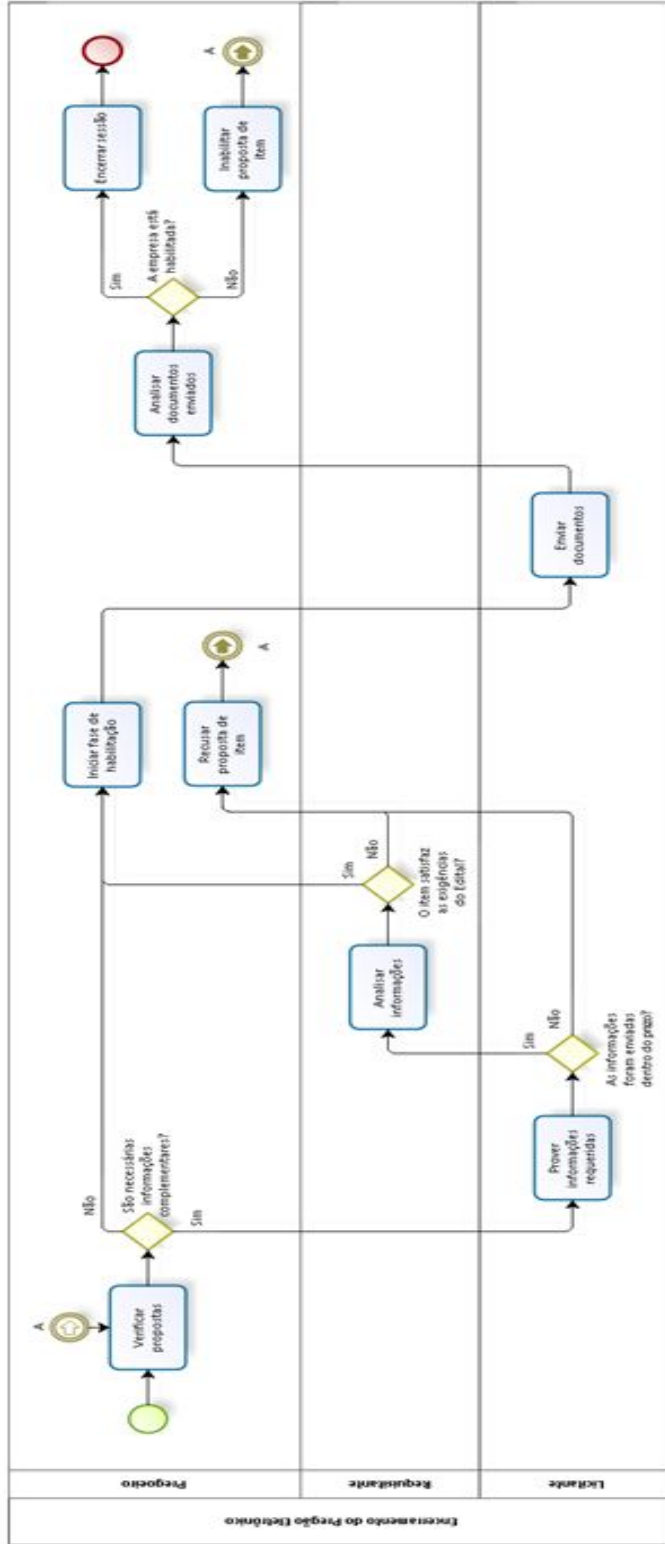 Encerramento do Pregão Eletrônico
Pregoeiro
Requisitante
Licitante
A
Verificar
propostas
São necessárias
informações
complementares?
Não
Sim
Prover
informações
requeridas
As informações
foram enviadas
dentro do prazo?
Sim
Não
Analisar
informações
O item satisfaz
as exigências
do Edital?
Sim
Não
Iniciar fase de
habilitação
Recusar
proposta de
item
A
Enviar
documentos
Analisar
documentos
enviados
A empresa está
habilitada?
Sim
Não
Encerrar sessão
Inabilitar
proposta de
item
A